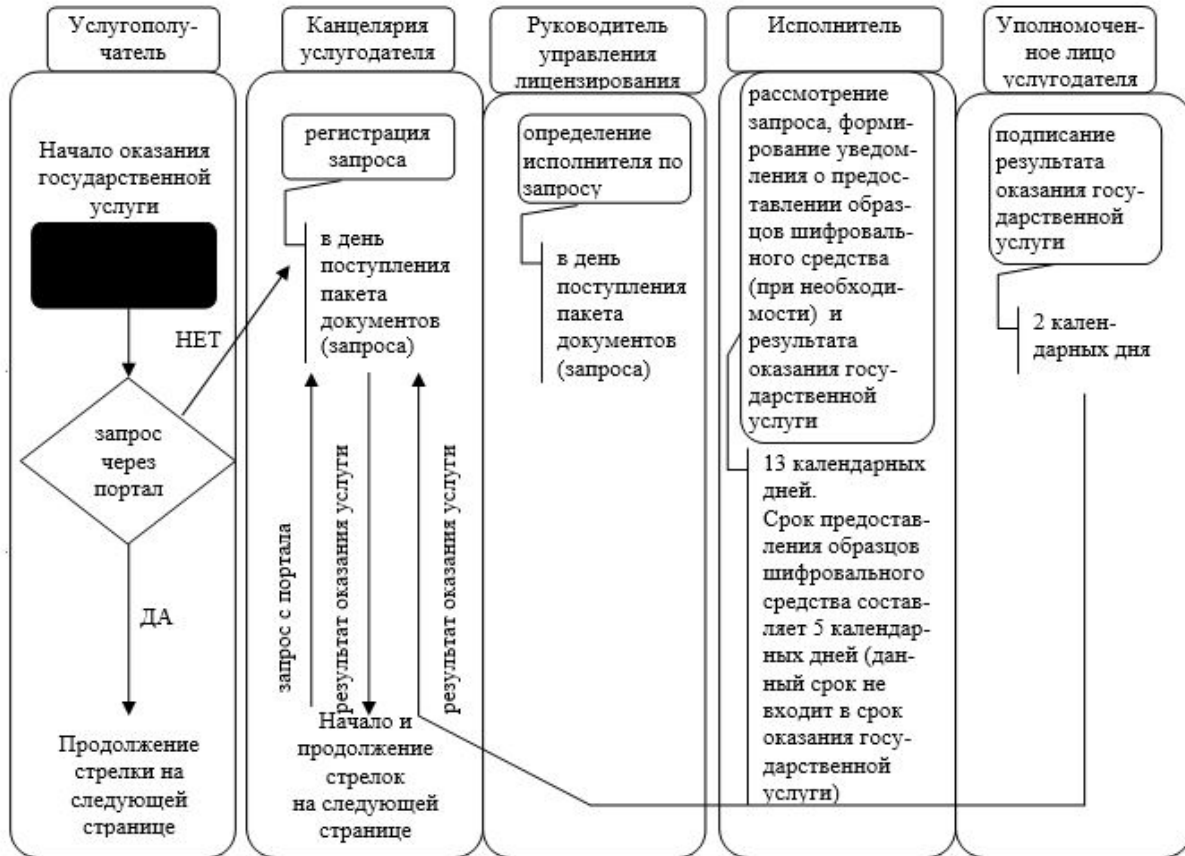 Услугополу-
чатель
Канцелярия
услугодателя
Руководитель
управления
лицензирования
Исполнитель
Уполномочен-
ное лицо
услугодателя
Начало оказания
государственной
услуги
НЕТ
запрос
через
портал
ДА
Продолжение
стрелки на
следующей
странице
регистрация
запроса
в день
поступления
пакета
документов
(запроса)
запрос с портала
результат оказания услуги
результат оказания услуги
Начало и
продолжение
стрелок
на следующей
странице
определение
исполнителя по
запросу
в день
поступления
пакета
документов
(запроса)
рассмотрение
запроса, форми-
рование уведом-
ления о предос-
тавлении образ-
цов шифроваль-
ного средства
(при необходи-
мости) и
результата
оказания госу-
дарственной
услуги
13 календарных
дней.
Срок предостав-
ления образцов
шифровального
средства состав-
ляет 5 календар-
ных дней (дан-
ный срок не
входит в срок
оказания госу-
дарственной
услуги)
подписание
результата
оказания госу-
дарственной
услуги
2 кален-
дарных дня